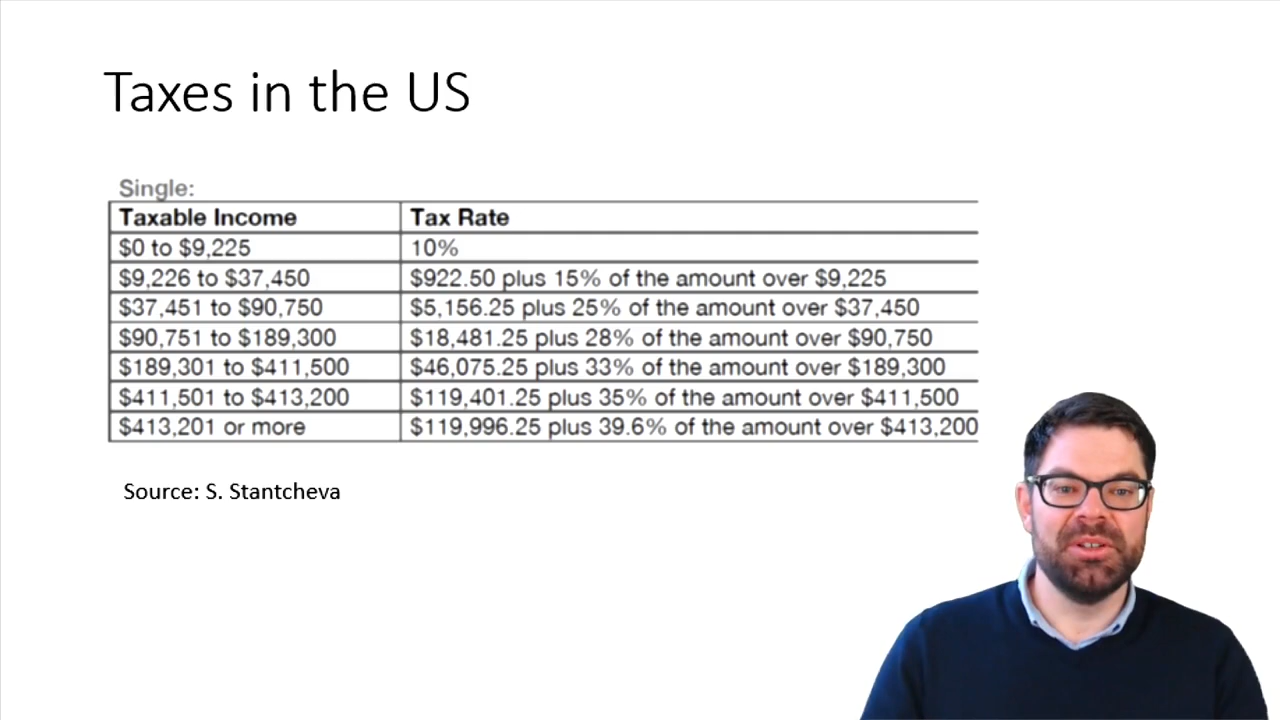 Taxes in the US
Single:
Taxable Income Tax Rate
$0 to $9,225 10%
$9,226 to $37,450 $922.50 plus 15% of the amount over $9,225
$37,451 to $90,750 $5,156.25 plus 25% of the amount over $37,450
$90,751 to $189,300 $18,481.25 plus 28% of the amount over $90,750
$189,301 to $411,500 $46,075.25 plus 33% of the amount over $189,300
$411,501 to $413,200 $119,401.25 plus 35% of the amount over $411,500
$413,201 or more $119,996.25 plus 39.6% of the amount over $413,200
Source: S. Stantcheva